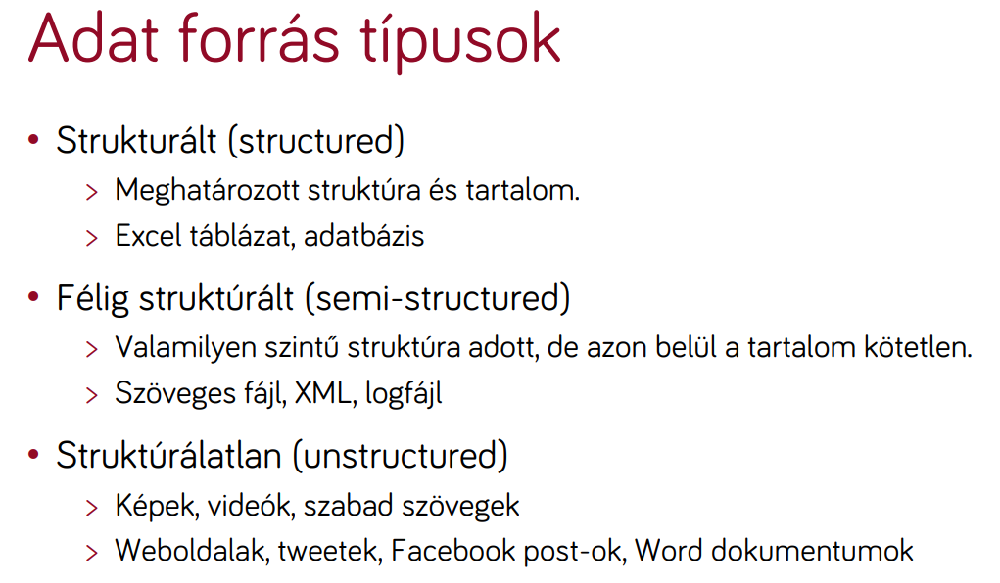 Adat forrás típusok
• Strukturált (structured)
> Meghatározott struktúra és tartalom.
> Excel táblázat, adatbázis
• Félig struktúrált (semi-structured)
> Valamilyen szintű struktúra adott, de azon belül a tartalom kötetlen.
> Szöveges fájl, XML, logfájl
• Struktúrálatlan (unstructured)
> Képek, videók, szabad szövegek
> Weboldalak, tweetek, Facebook post-ok, Word dokumentumok